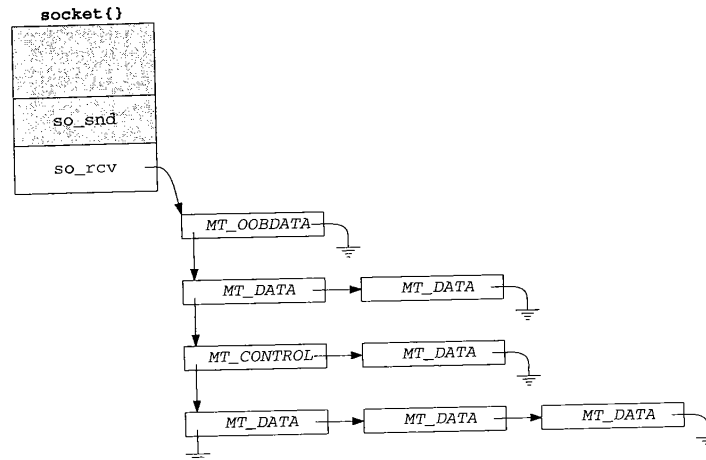 socket{}
so_snd
so_rcv
MT_OOBDATA
MT_DATA MT_DATA
MT_CONTROL MT_DATA
MT_DATA MT_DATA MT_DATA